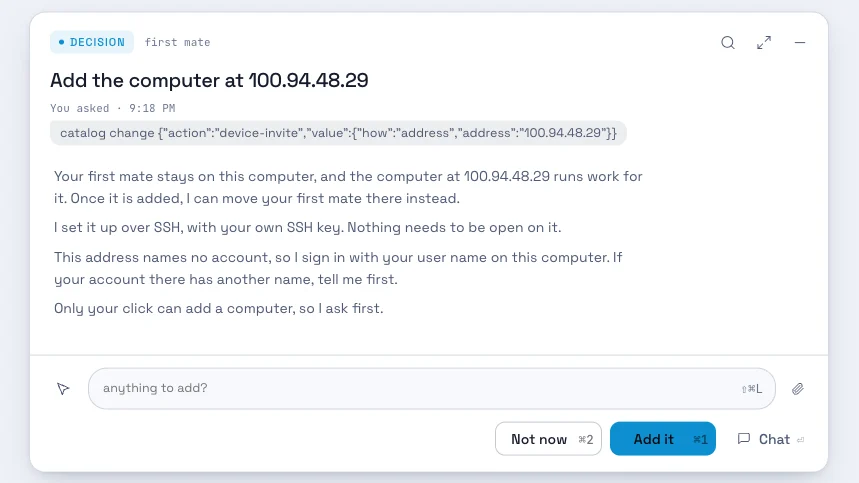 DECISION first mate
Add the computer at 100.94.48.29
You asked · 9:18 PM
catalog change {"action":"device-invite","value":{"how":"address","address":"100.94.48.29"}}
Your first mate stays on this computer, and the computer at 100.94.48.29 runs work for
it. Once it is added, I can move your first mate there instead.
I set it up over SSH, with your own SSH key. Nothing needs to be open on it.
This address names no account, so I sign in with your user name on this computer. If
your account there has another name, tell me first.
Only your click can add a computer, so I ask first.
anything to add? ⇧⌘L
Not now ⌘2 Add it ⌘1 Chat ⏎